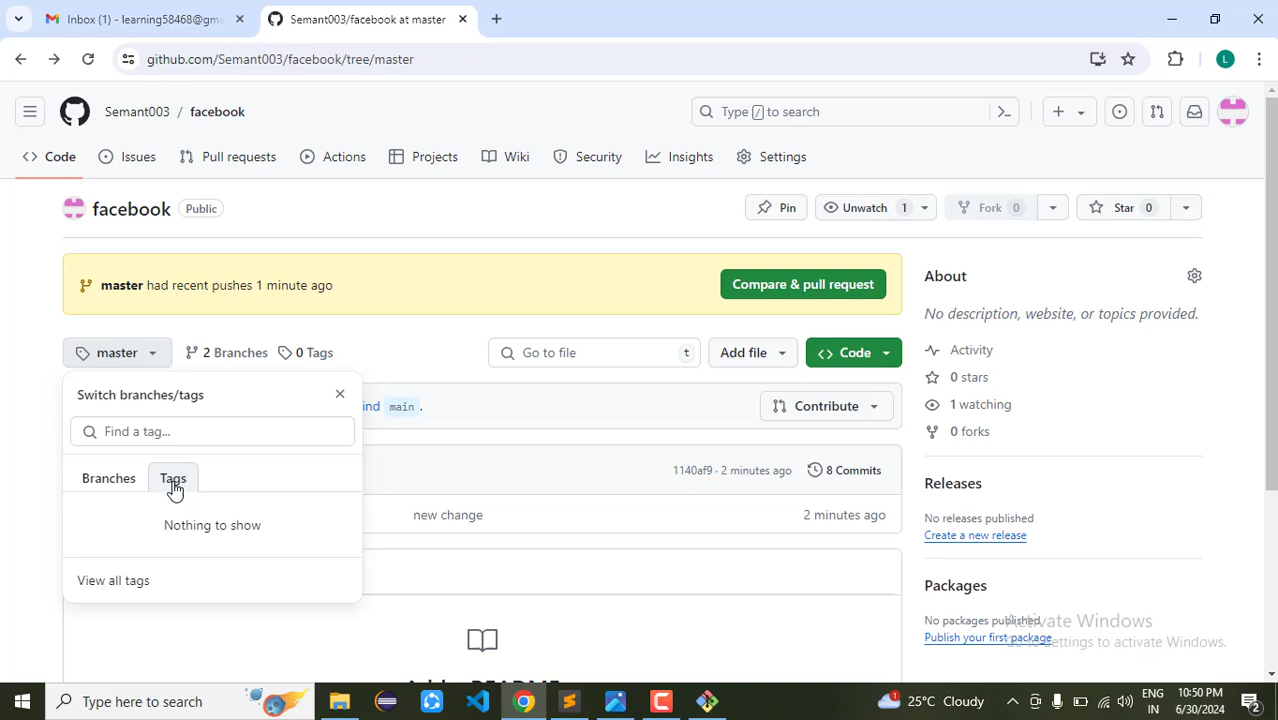 Inbox (1) - learning58468@gma
Semant003/facebook at master
github.com/Semant003/facebook/tree/master
L
Semant003 / facebook
Type / to search
Code
Issues
Pull requests
Actions
Projects
Wiki
Security
Insights
Settings
facebook
Public
Pin
Unwatch 1
Fork 0
Star 0
master had recent pushes 1 minute ago
Compare & pull request
About
No description, website, or topics provided.
master
2 Branches
0 Tags
Go to file
t
Add file
Code
Activity
0 stars
1 watching
0 forks
Switch branches/tags
Find a tag...
Branches
Tags
Nothing to show
View all tags
ind main .
Contribute
1140af9 · 2 minutes ago
8 Commits
new change
2 minutes ago
Releases
No releases published
Create a new release
Packages
No packages published
Publish your first package
Activate Windows
Go to Settings to activate Windows.
Type here to search
1
25°C Cloudy
ENG
IN
10:50 PM
6/30/2024
2